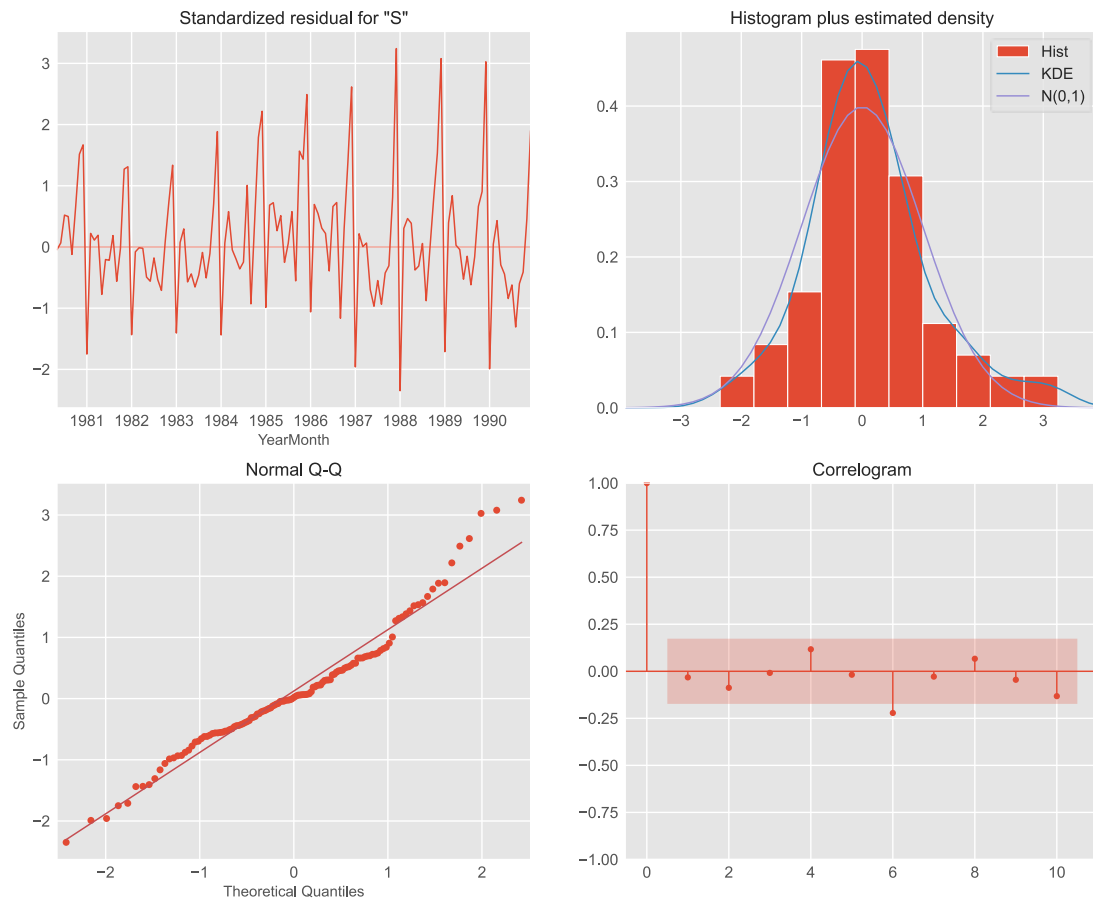 Standardized residual for "S"
3
2
1
0
−1
−2
1981 1982 1983 1984 1985 1986 1987 1988 1989 1990
YearMonth
Histogram plus estimated density
Hist
KDE
N(0,1)
0.4
0.3
0.2
0.1
0.0
−3 −2 −1 0 1 2 3
Normal Q-Q
Sample Quantiles
3
2
1
0
−1
−2
−2 −1 0 1 2
Theoretical Quantiles
Correlogram
1.00
0.75
0.50
0.25
0.00
−0.25
−0.50
−0.75
−1.00
0 2 4 6 8 10